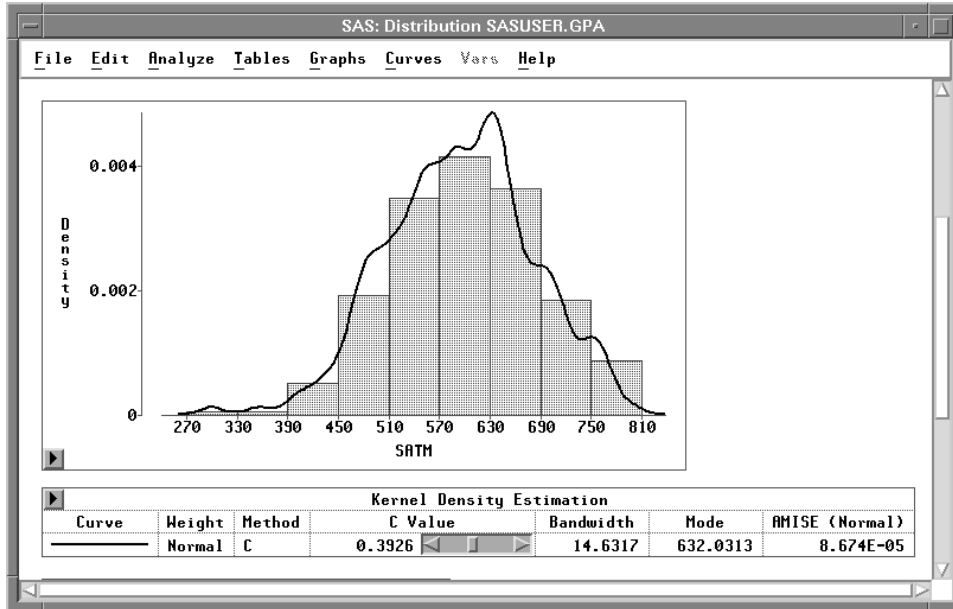 SAS: Distribution SASUSER.GPA
File Edit Analyze Tables Graphs Curves Vars Help
0.004
Density
0.002
0
270 330 390 450 510 570 630 690 750 810
SATM
Kernel Density Estimation
Curve Weight Method C Value Bandwidth Mode AMISE (Normal)
Normal C 0.3926 14.6317 632.0313 8.674E-05